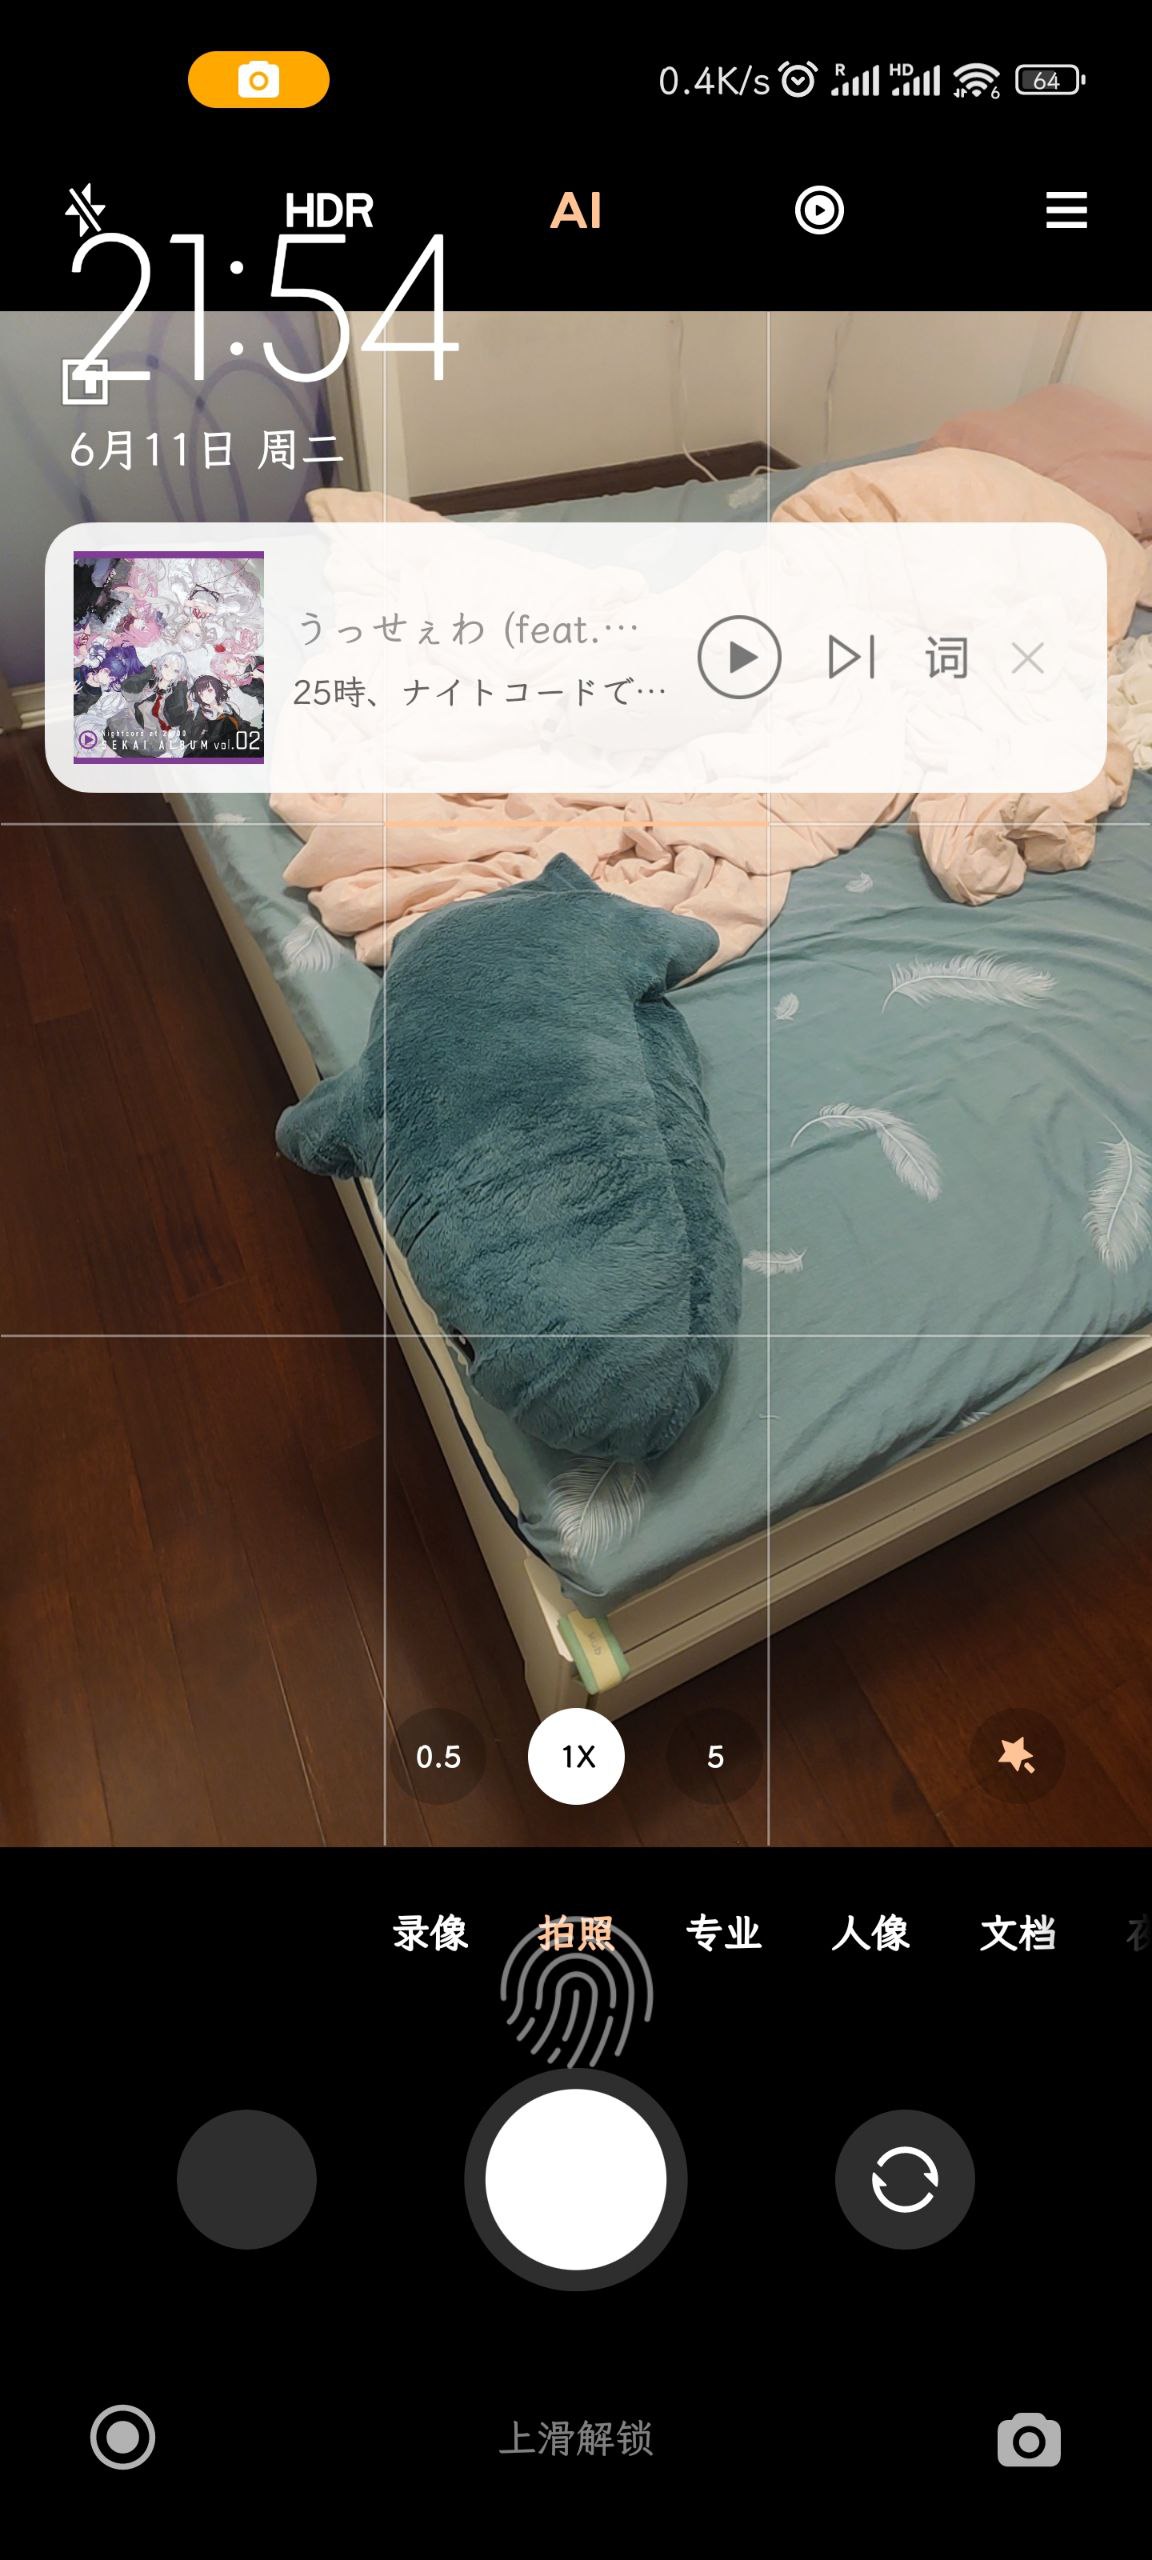 0.4K/s R HD 6 64
HDR AI
21:54
6月11日 周二
うっせぇわ (feat.…
25時、ナイトコードで…
词
Nightcord at 25:00
SEKAI ALBUM vol.02
0.5 1X 5
录像 拍照 专业 人像 文档
上滑解锁